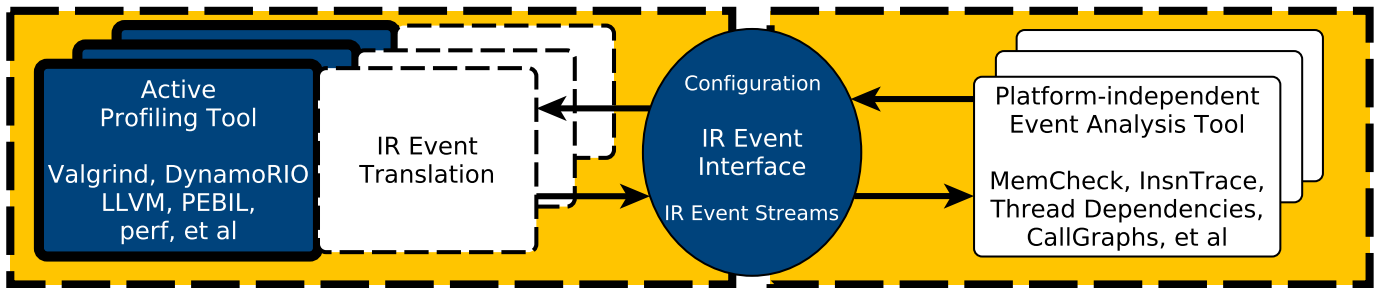 Active
Profiling Tool
Valgrind, DynamoRIO
LLVM, PEBIL,
perf, et al
IR Event
Translation
Configuration
IR Event
Interface
IR Event Streams
Platform-independent
Event Analysis Tool
MemCheck, InsnTrace,
Thread Dependencies,
CallGraphs, et al